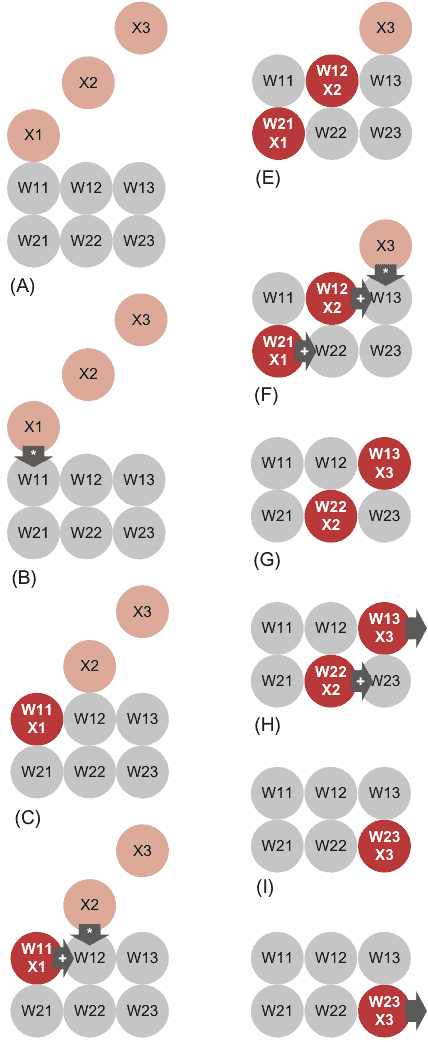 X3
X2
X1
W11 W12 W13
W21 W22 W23
(A)
X3
X2
X1
*
W11 W12 W13
W21 W22 W23
(B)
X3
X2
W11
X1
W12 W13
W21 W22 W23
(C)
X3
X2
*
W11
X1
+
W12 W13
W21 W22 W23
X3
W11
W12
X2
W13
W21
X1
W22 W23
(E)
X3
*
W11
W12
X2
+
W13
W21
X1
+
W22 W23
(F)
W11 W12
W13
X3
W21
W22
X2
W23
(G)
W11 W12
W13
X3
W21
W22
X2
+
W23
(H)
W11 W12 W13
W21 W22
W23
X3
(I)
W11 W12 W13
W21 W22
W23
X3